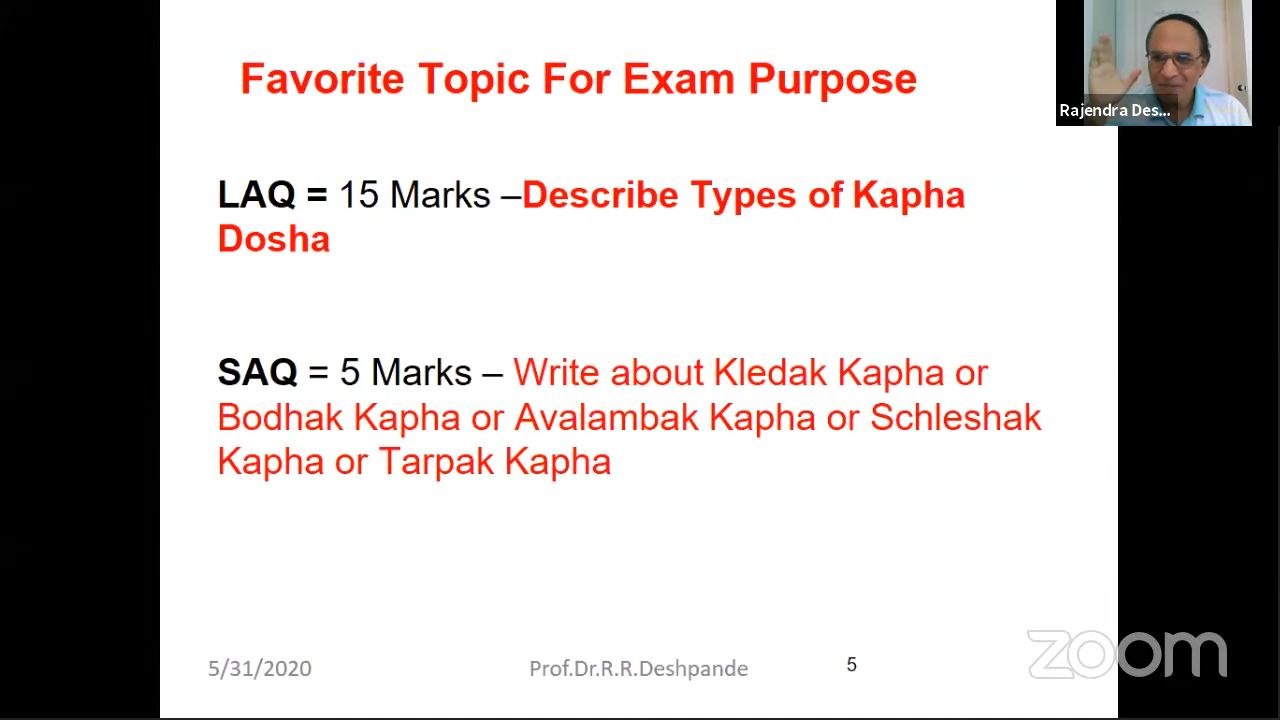 Favorite Topic For Exam Purpose
Rajendra Des...
LAQ = 15 Marks –Describe Types of Kapha
Dosha
SAQ = 5 Marks – Write about Kledak Kapha or
Bodhak Kapha or Avalambak Kapha or Schleshak
Kapha or Tarpak Kapha
5/31/2020
Prof.Dr.R.R.Deshpande
5
zoom